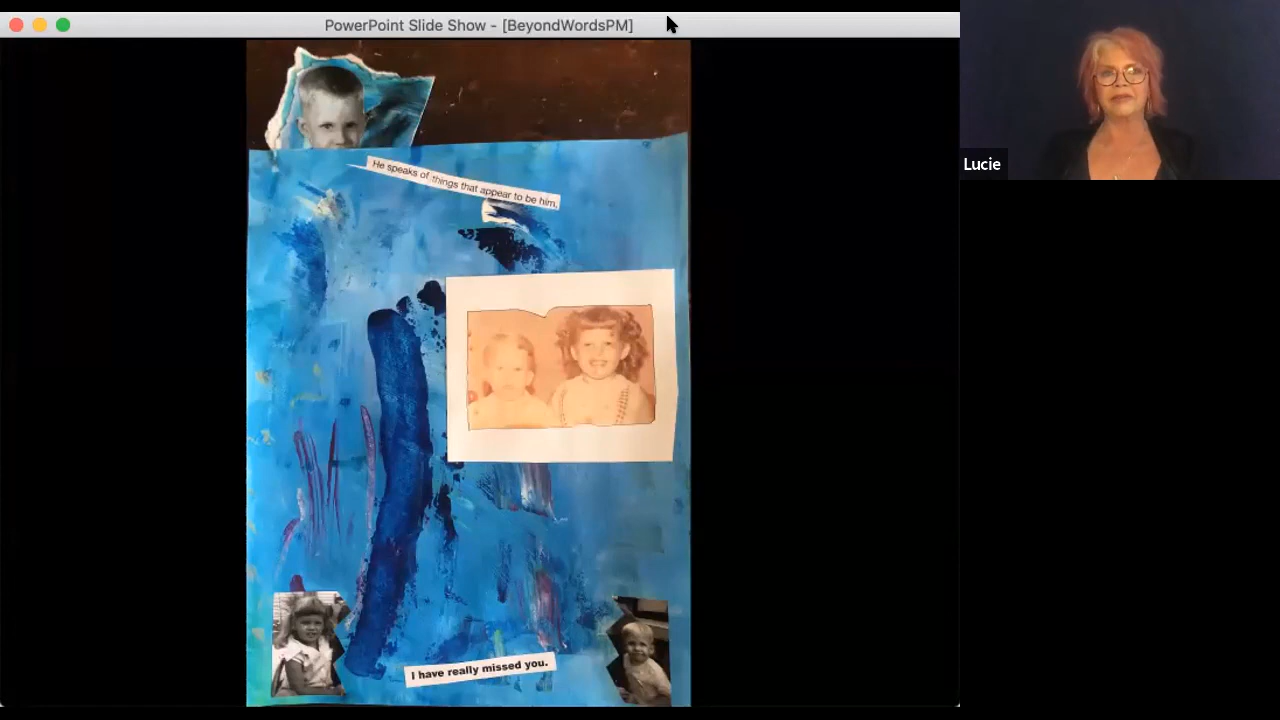 PowerPoint Slide Show - [BeyondWordsPM]
Lucie
He speaks of things that appear to be him.
I have really missed you.